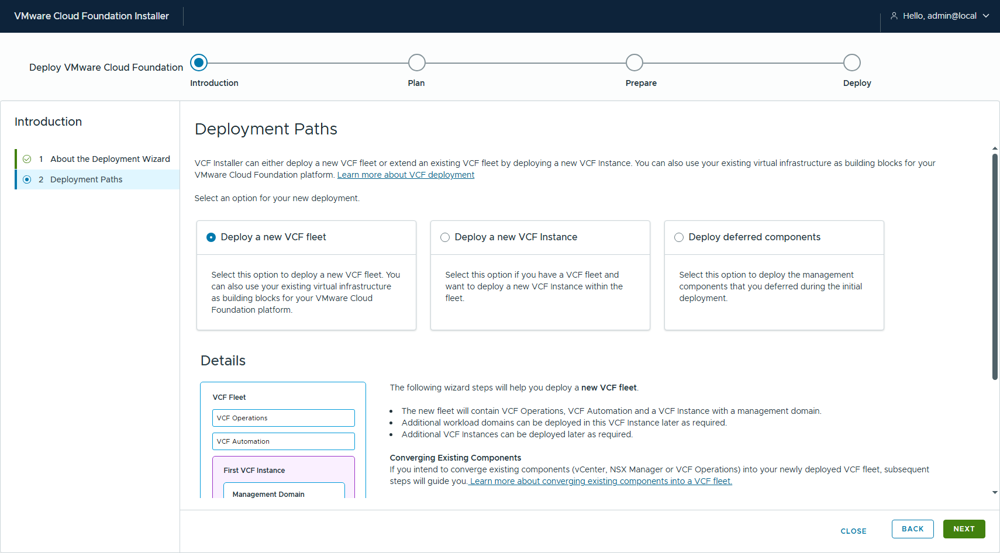 VMware Cloud Foundation Installer
Hello, admin@local
Deploy VMware Cloud Foundation
Introduction
Plan
Prepare
Deploy
Introduction
1 About the Deployment Wizard
2 Deployment Paths
Deployment Paths
VCF Installer can either deploy a new VCF fleet or extend an existing VCF fleet by deploying a new VCF Instance. You can also use your existing virtual infrastructure as building blocks for your
VMware Cloud Foundation platform. Learn more about VCF deployment
Select an option for your new deployment.
Deploy a new VCF fleet
Select this option to deploy a new VCF fleet. You
can also use your existing virtual infrastructure
as building blocks for your VMware Cloud
Foundation platform.
Deploy a new VCF Instance
Select this option if you have a VCF fleet and
want to deploy a new VCF Instance within the
fleet.
Deploy deferred components
Select this option to deploy the management
components that you deferred during the initial
deployment.
Details
VCF Fleet
VCF Operations
VCF Automation
First VCF Instance
Management Domain
The following wizard steps will help you deploy a new VCF fleet.
• The new fleet will contain VCF Operations, VCF Automation and a VCF Instance with a management domain.
• Additional workload domains can be deployed in this VCF Instance later as required.
• Additional VCF Instances can be deployed later as required.
Converging Existing Components
If you intend to converge existing components (vCenter, NSX Manager or VCF Operations) into your newly deployed VCF fleet, subsequent
steps will guide you. Learn more about converging existing components into a VCF fleet.
CLOSE
BACK
NEXT